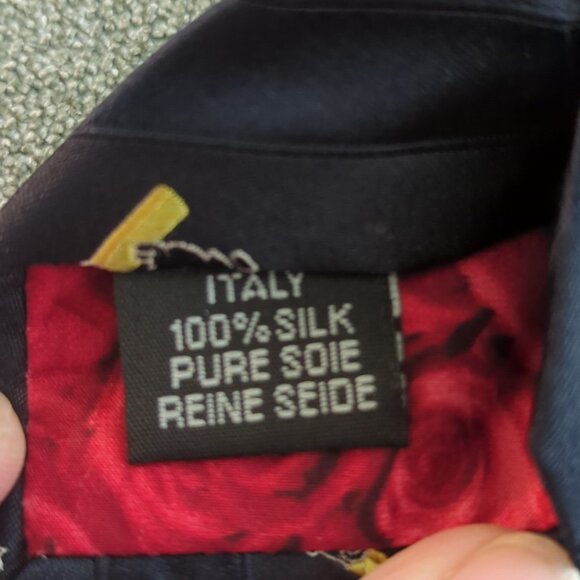 ITALY
100% SILK
PURE SOIE
REINE SEIDE